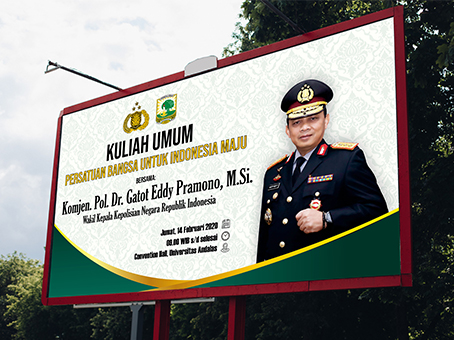 KULIAH UMUM
PERSATUAN BANGSA UNTUK INDONESIA MAJU
BERSAMA:
Komjen. Pol. Dr. Gatot Eddy Pramono, M.Si.
Wakil Kepala Kepolisian Negara Republik Indonesia
Jumat, 14 Februari 2020
09.00 WIB s/d selesai
Convention Hall, Universitas Andalas